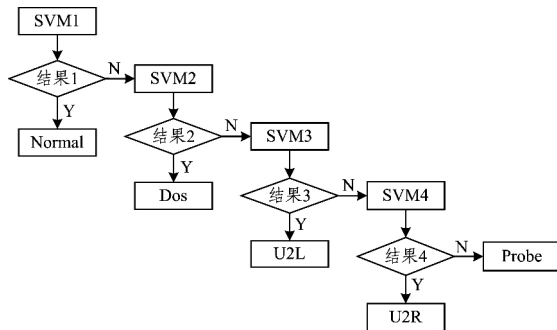 SVM1
结果1
N
SVM2
Y
Normal
结果2
N
SVM3
Y
Dos
结果3
N
SVM4
Y
U2L
结果4
N
Probe
Y
U2R